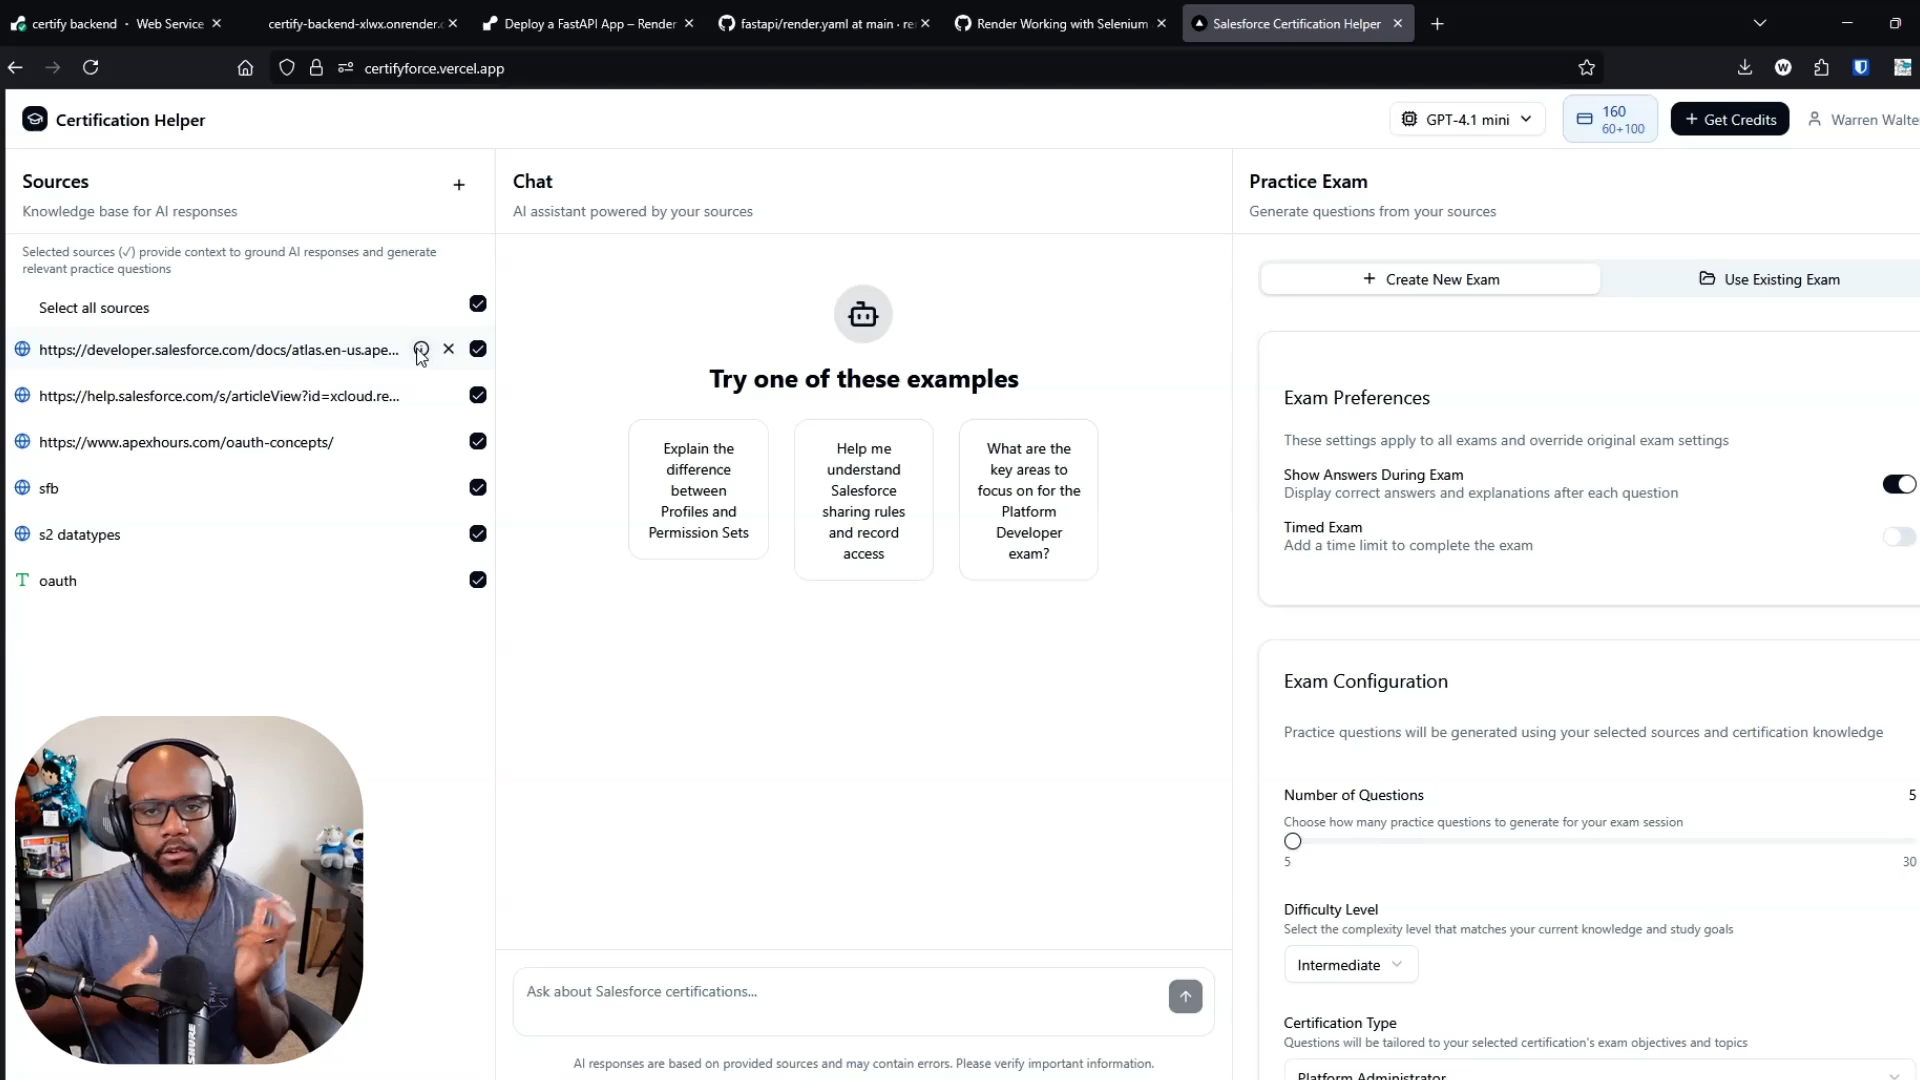 certify backend · Web Service
certify-backend-xlwx.onrender.c
Deploy a FastAPI App – Render
fastapi/render.yaml at main · re
Render Working with Selenium
Salesforce Certification Helper
certifyforce.vercel.app
W
Certification Helper
GPT-4.1 mini
160
60+100
+ Get Credits
Warren Walte
Sources
Knowledge base for AI responses
Selected sources (✓) provide context to ground AI responses and generate
relevant practice questions
Select all sources
https://developer.salesforce.com/docs/atlas.en-us.ape...
https://help.salesforce.com/s/articleView?id=xcloud.re...
https://www.apexhours.com/oauth-concepts/
sfb
s2 datatypes
T oauth
Chat
AI assistant powered by your sources
Try one of these examples
Explain the
difference
between
Profiles and
Permission Sets
Help me
understand
Salesforce
sharing rules
and record
access
What are the
key areas to
focus on for the
Platform
Developer
exam?
Ask about Salesforce certifications...
AI responses are based on provided sources and may contain errors. Please verify important information.
Practice Exam
Generate questions from your sources
+ Create New Exam
Use Existing Exam
Exam Preferences
These settings apply to all exams and override original exam settings
Show Answers During Exam
Display correct answers and explanations after each question
Timed Exam
Add a time limit to complete the exam
Exam Configuration
Practice questions will be generated using your selected sources and certification knowledge
Number of Questions
5
Choose how many practice questions to generate for your exam session
5
30
Difficulty Level
Select the complexity level that matches your current knowledge and study goals
Intermediate
Certification Type
Questions will be tailored to your selected certification's exam objectives and topics
Platform Administrator
SHURE